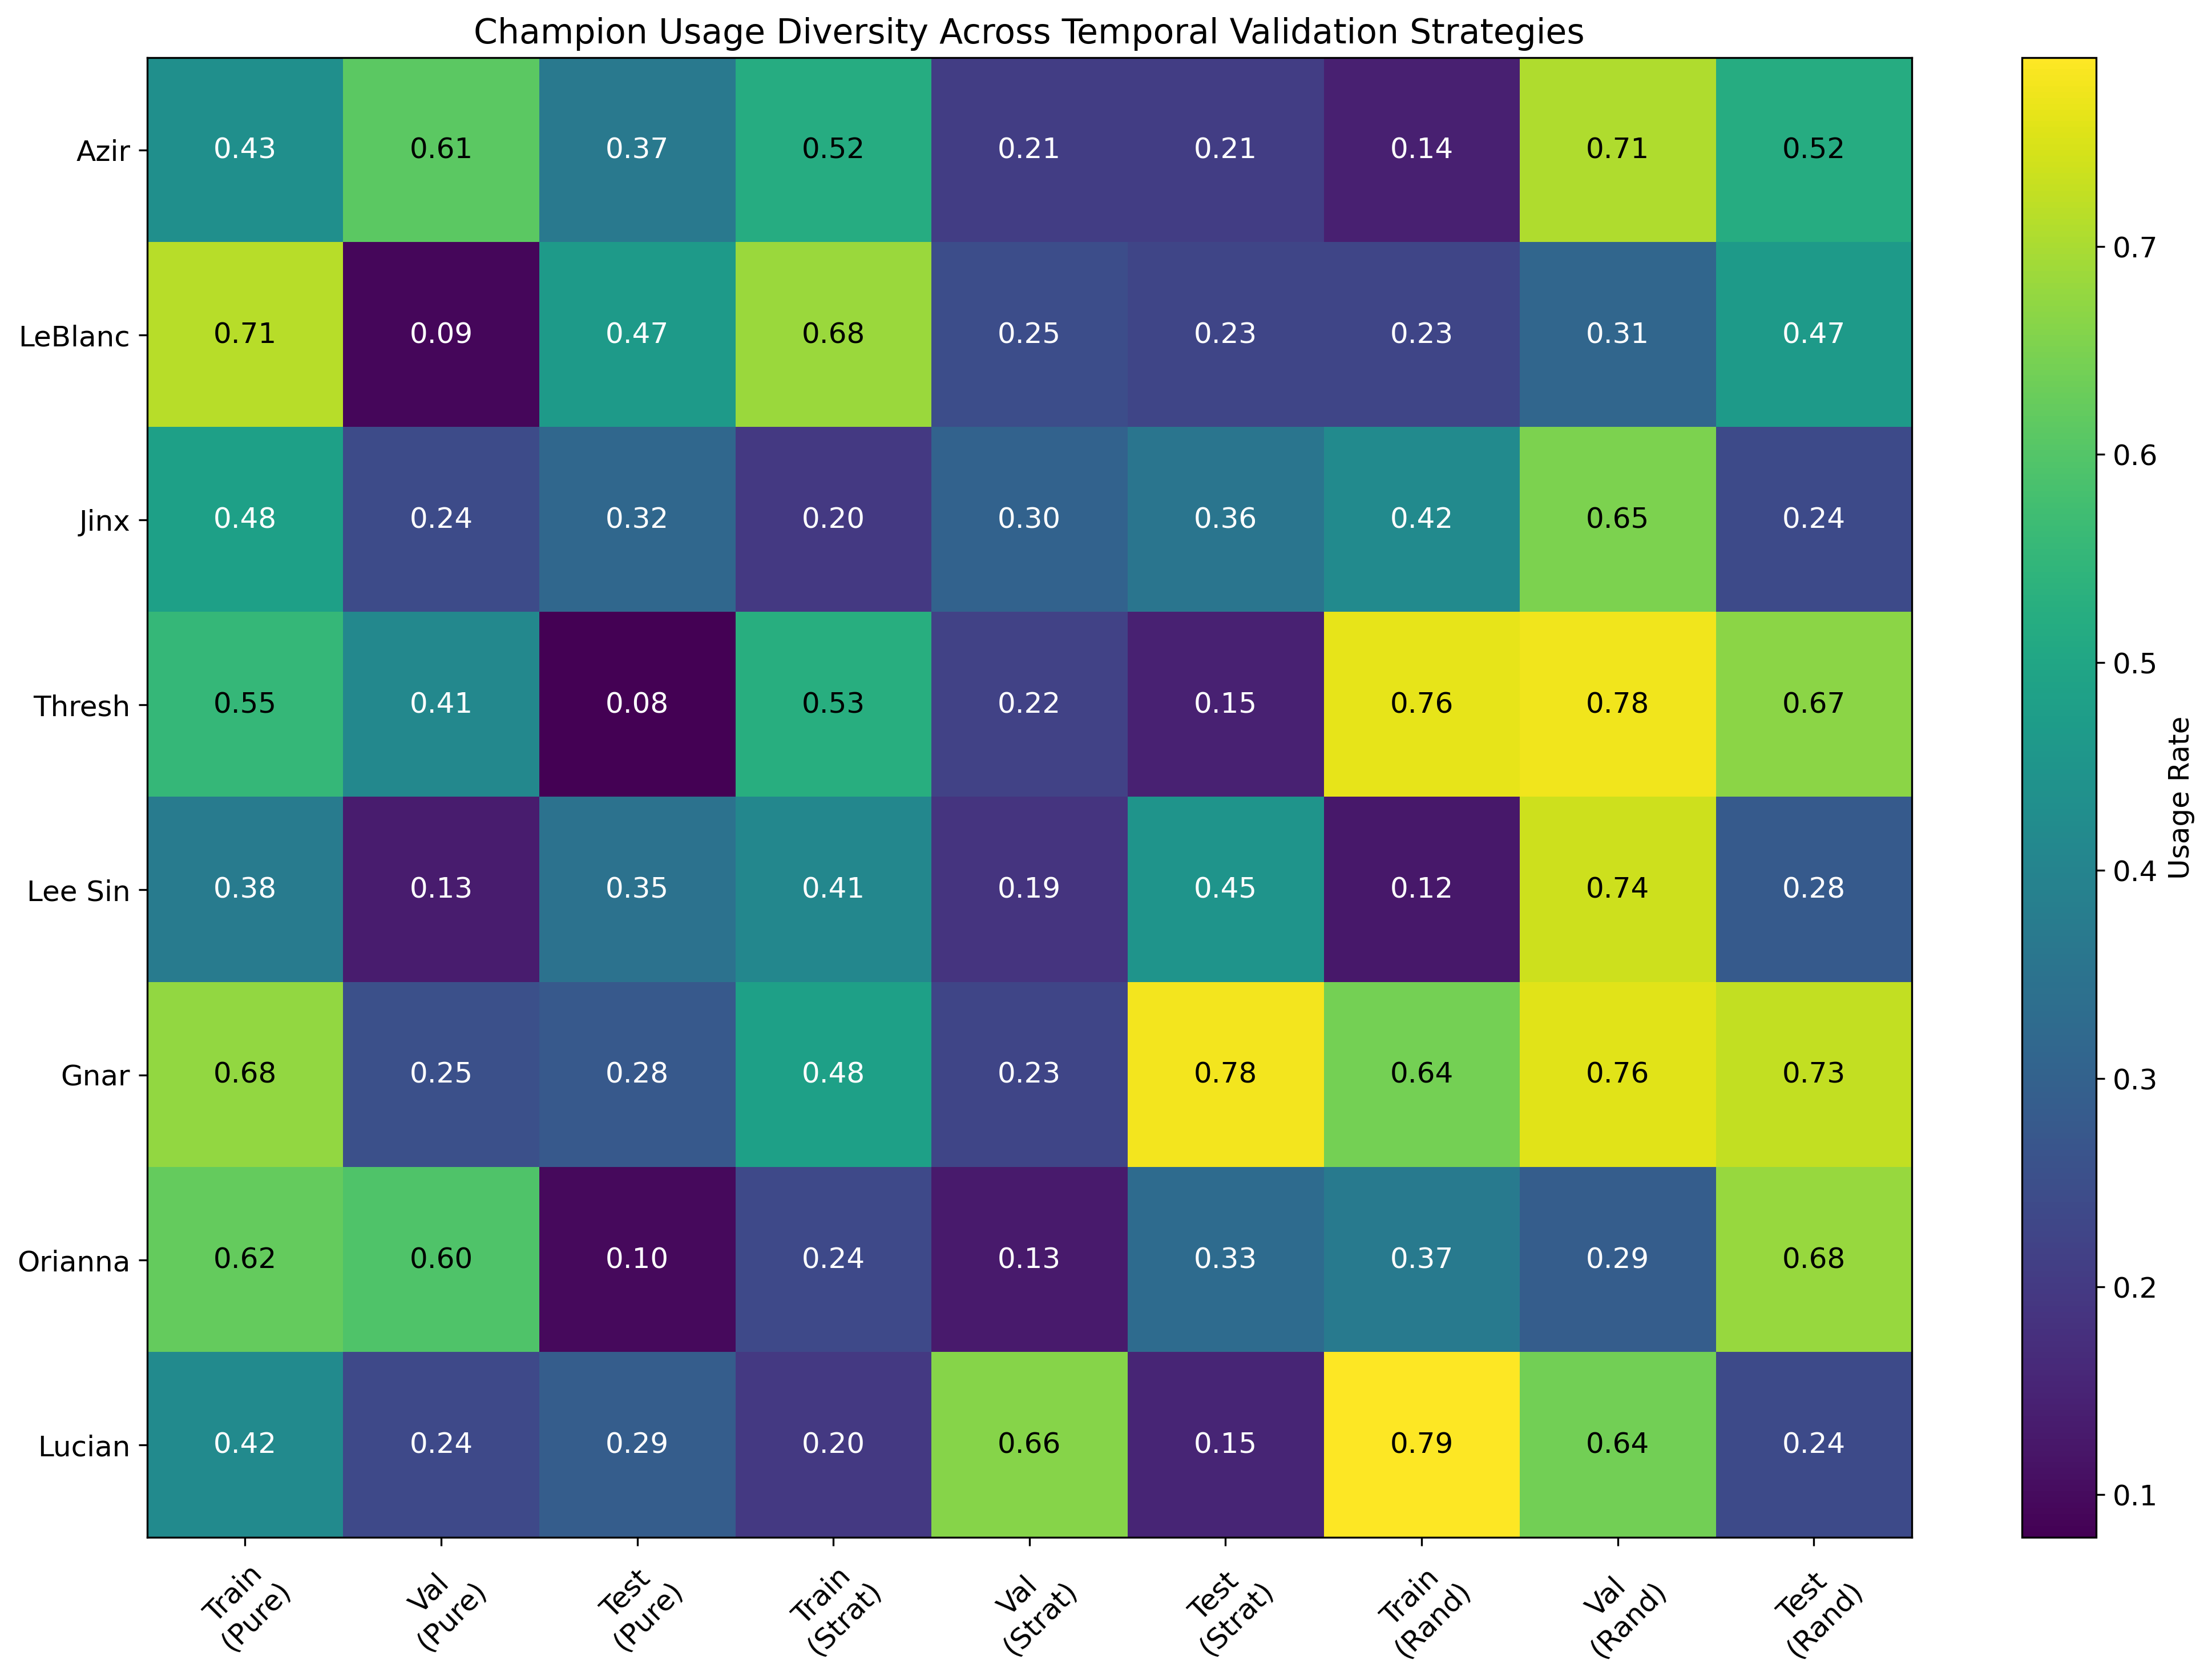 Champion Usage Diversity Across Temporal Validation Strategies
Azir 0.43 0.61 0.37 0.52 0.21 0.21 0.14 0.71 0.52
LeBlanc 0.71 0.09 0.47 0.68 0.25 0.23 0.23 0.31 0.47
Jinx 0.48 0.24 0.32 0.20 0.30 0.36 0.42 0.65 0.24
Thresh 0.55 0.41 0.08 0.53 0.22 0.15 0.76 0.78 0.67
Lee Sin 0.38 0.13 0.35 0.41 0.19 0.45 0.12 0.74 0.28
Gnar 0.68 0.25 0.28 0.48 0.23 0.78 0.64 0.76 0.73
Orianna 0.62 0.60 0.10 0.24 0.13 0.33 0.37 0.29 0.68
Lucian 0.42 0.24 0.29 0.20 0.66 0.15 0.79 0.64 0.24
Train
(Pure)
Val
(Pure)
Test
(Pure)
Train
(Strat)
Val
(Strat)
Test
(Strat)
Train
(Rand)
Val
(Rand)
Test
(Rand)
0.7
0.6
0.5
0.4
0.3
0.2
0.1
Usage Rate